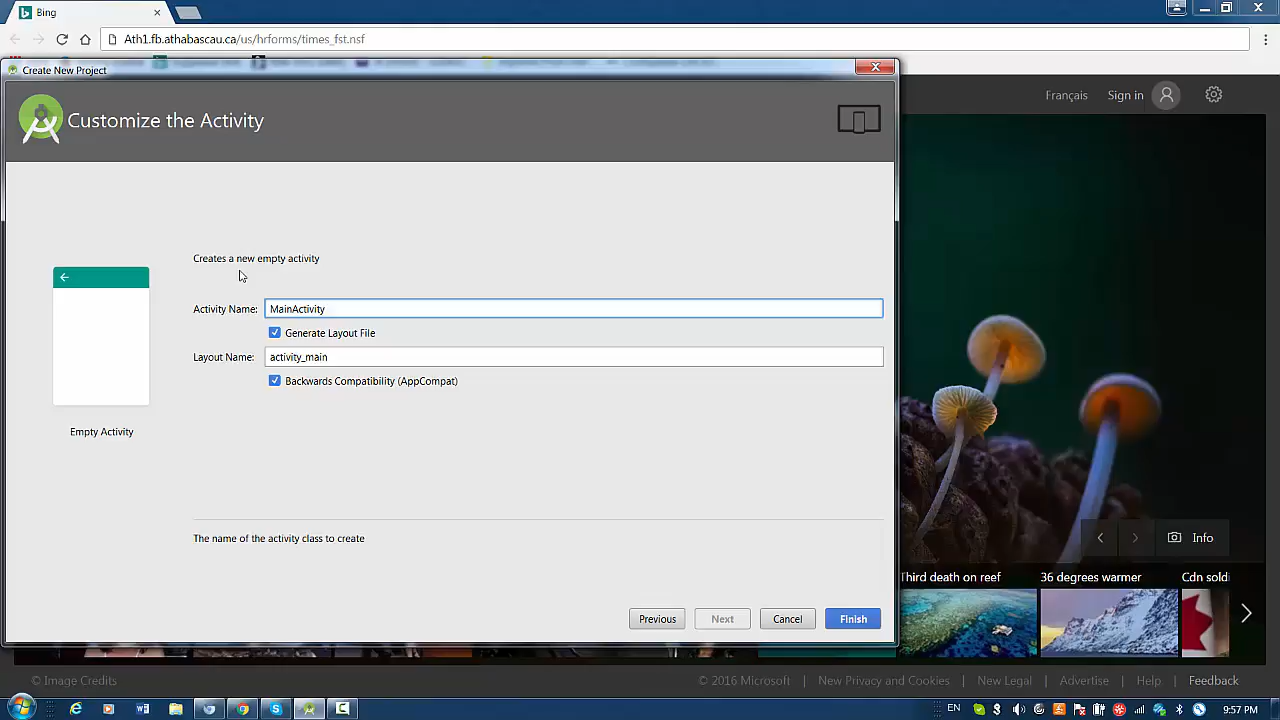 Bing
Ath1.fb.athabascau.ca/us/hrforms/times_fst.nsf
Create New Project
Customize the Activity
Français
Sign in
Creates a new empty activity
Activity Name:
MainActivity
Generate Layout File
Layout Name:
activity_main
Backwards Compatibility (AppCompat)
Empty Activity
The name of the activity class to create
Info
Third death on reef
36 degrees warmer
Cdn soldi
Previous
Next
Cancel
Finish
© Image Credits
© 2016 Microsoft
New Privacy and Cookies
New Legal
Advertise
Help
Feedback
EN
9:57 PM